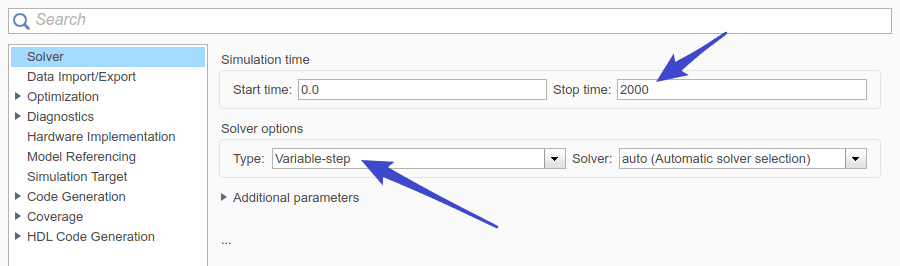 Search
Solver
Data Import/Export
Optimization
Diagnostics
Hardware Implementation
Model Referencing
Simulation Target
Code Generation
Coverage
HDL Code Generation
Simulation time
Start time: 0.0 Stop time: 2000
Solver options
Type: Variable-step Solver: auto (Automatic solver selection)
Additional parameters
...